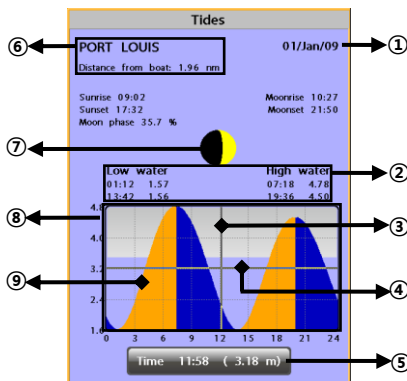 Tides
⑥ PORT LOUIS 01/Jan/09 ①
Distance from boat: 1.96 nm
Sunrise 09:02 Moonrise 10:27
Sunset 17:32 Moonset 21:50
Moon phase 35.7 %
⑦
Low water High water ②
01:12 1.57 07:18 4.78
13:42 1.56 19:36 4.50
⑧ 4.8 ③
4.0
⑨ 3.2 ④
2.4
1.6
0 3 6 9 12 15 18 21 24
Time 11:58 ( 3.18 m) ⑤